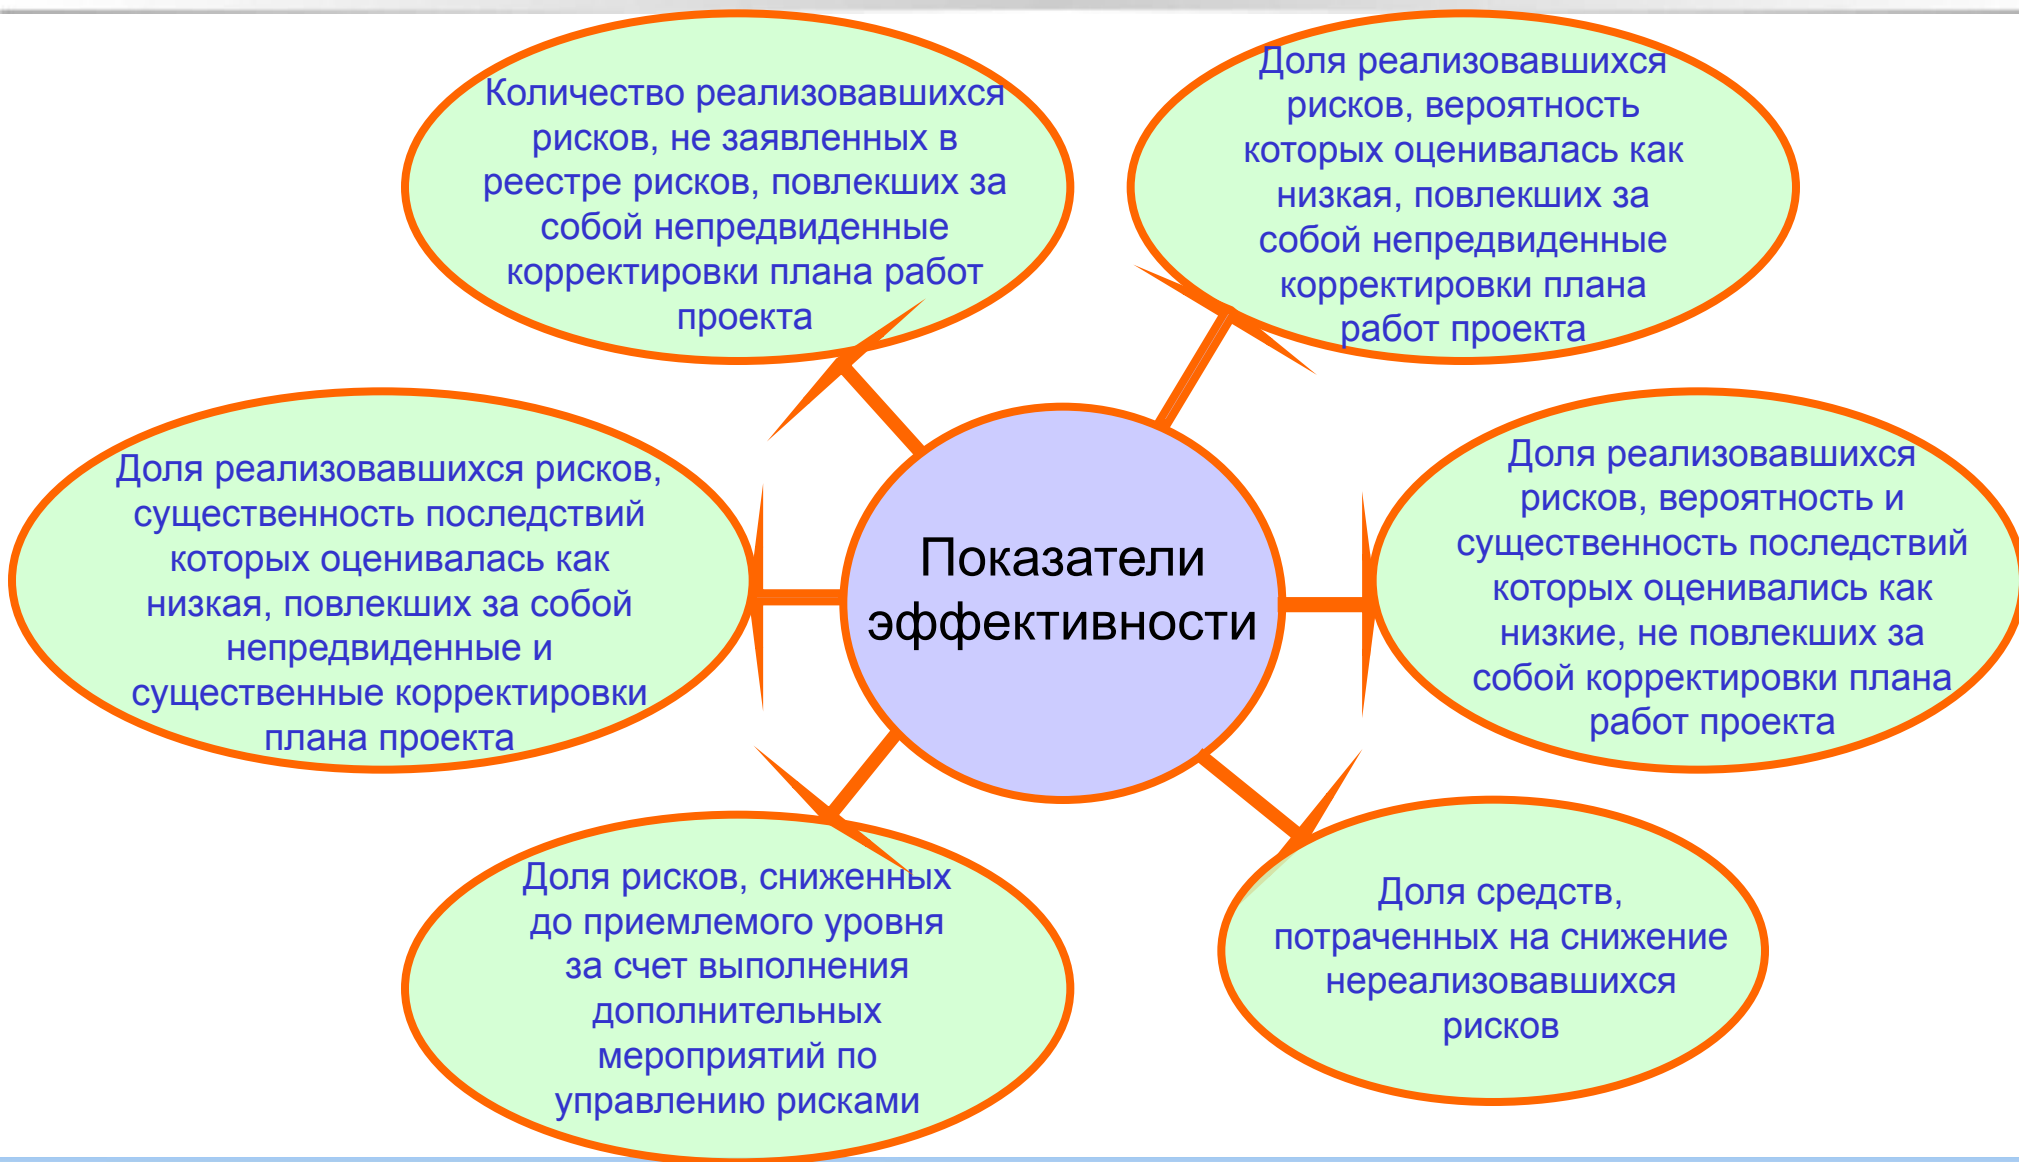 Количество реализовавшихся
рисков, не заявленных в
реестре рисков, повлекших за
собой непредвиденные
корректировки плана работ
проекта
Доля реализовавшихся
рисков, вероятность
которых оценивалась как
низкая, повлекших за
собой непредвиденные
корректировки плана
работ проекта
Доля реализовавшихся рисков,
существенность последствий
которых оценивалась как
низкая, повлекших за собой
непредвиденные и
существенные корректировки
плана проекта
Показатели
эффективности
Доля реализовавшихся
рисков, вероятность и
существенность последствий
которых оценивались как
низкие, не повлекших за
собой корректировки плана
работ проекта
Доля рисков, сниженных
до приемлемого уровня
за счет выполнения
дополнительных
мероприятий по
управлению рисками
Доля средств,
потраченных на снижение
нереализовавшихся
рисков